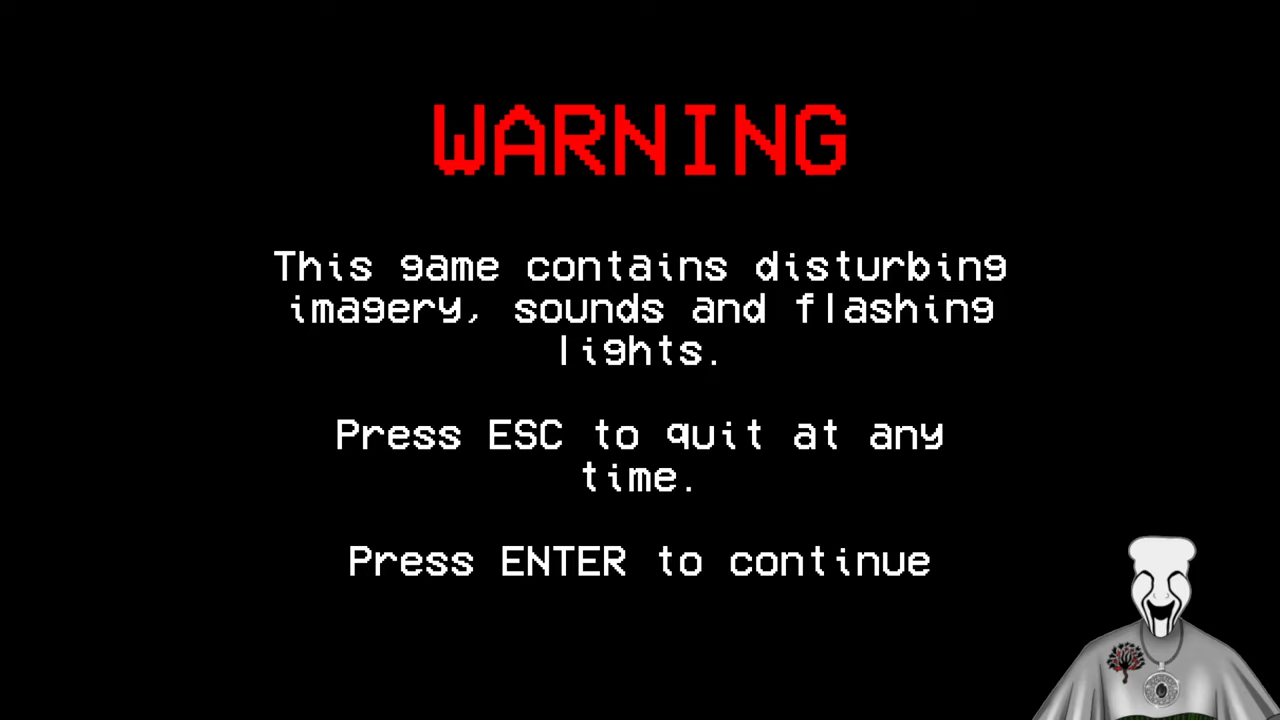 WARNING
This game contains disturbing
imagery, sounds and flashing
lights.
Press ESC to quit at any
time.
Press ENTER to continue